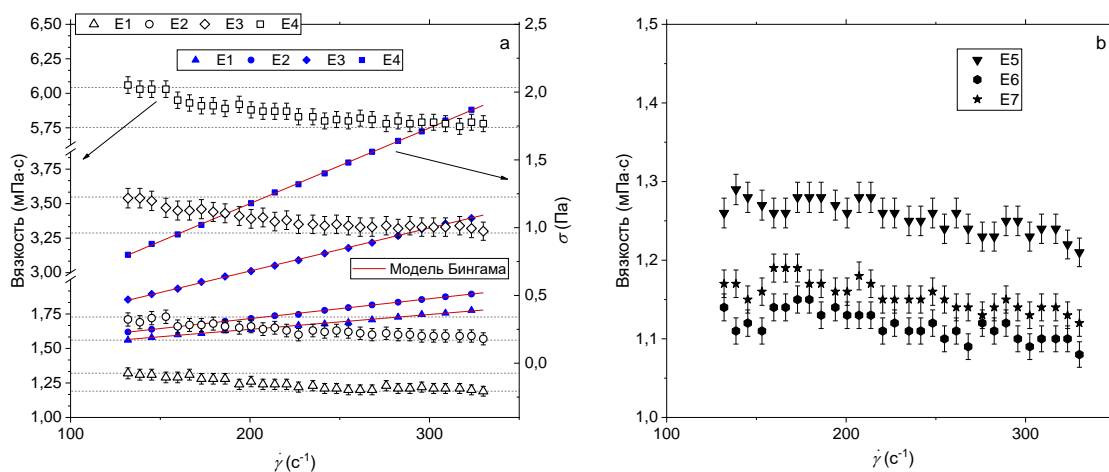 E1 E2 E3 E4
a
E1 E2 E3 E4
6,50
6,25
6,00
5,75
3,75
3,50
3,25
3,00
1,75
1,50
1,25
1,00
Вязкость (мПа·с)
2,5
2,0
1,5
1,0
0,5
0,0
σ (Па)
Модель Бингама
100 200 300
γ̇ (с⁻¹)
b
E5
E6
E7
1,5
1,4
1,3
1,2
1,1
1,0
Вязкость (мПа·с)
100 200 300
γ̇ (с⁻¹)